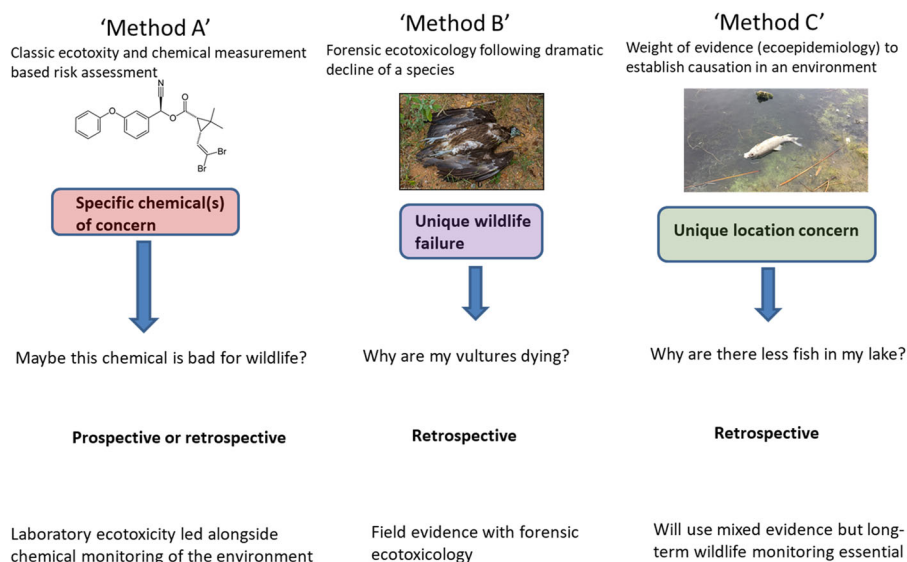 ‘Method A’
Classic ecotoxity and chemical measurement
based risk assessment
N
O
O
O
Br
Br
Specific chemical(s)
of concern
Maybe this chemical is bad for wildlife?
Prospective or retrospective
Laboratory ecotoxicity led alongside
chemical monitoring of the environment
‘Method B’
Forensic ecotoxicology following dramatic
decline of a species
Unique wildlife
failure
Why are my vultures dying?
Retrospective
Field evidence with forensic
ecotoxicology
‘Method C’
Weight of evidence (ecoepidemiology) to
establish causation in an environment
Unique location concern
Why are there less fish in my lake?
Retrospective
Will use mixed evidence but long-
term wildlife monitoring essential